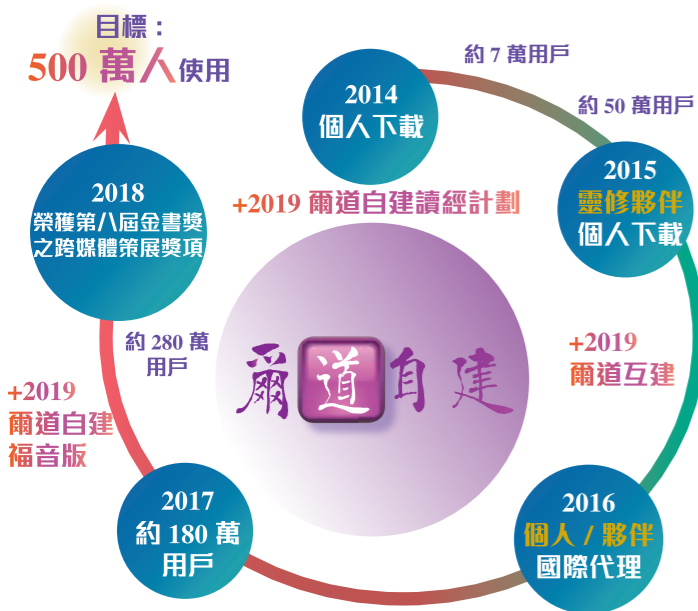 目標：
500 萬人使用
2014
個人下載
約 7 萬用戶
約 50 萬用戶
2015
靈修夥伴
個人下載
+2019 爾道自建讀經計劃
2018
榮獲第八屆金書獎
之跨媒體策展獎項
約 280 萬
用戶
+2019
爾道互建
+2019
爾道自建
福音版
爾道自建
2017
約 180 萬
用戶
2016
個人 / 夥伴
國際代理